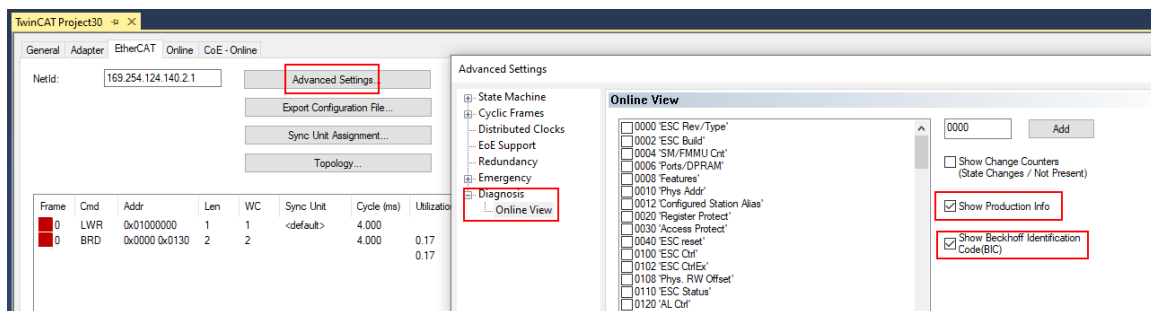 TwinCAT Project30
General Adapter EtherCAT Online CoE - Online
NetId: 169.254.124.140.2.1
Advanced Settings...
Export Configuration File...
Sync Unit Assignment...
Topology...
Frame Cmd Addr Len WC Sync Unit Cycle (ms) Utilizatio
0 LWR 0x01000000 1 1 <default> 4.000
0 BRD 0x0000 0x0130 2 2 4.000 0.17
0.17
Advanced Settings
State Machine
Cyclic Frames
Distributed Clocks
EoE Support
Redundancy
Emergency
Diagnosis
Online View
Online View
0000 'ESC Rev/Type'
0002 'ESC Build'
0004 'SM/FMMU Cnt'
0006 'Ports/DPRAM'
0008 'Features'
0010 'Phys Addr'
0012 'Configured Station Alias'
0020 'Register Protect'
0030 'Access Protect'
0040 'ESC reset'
0100 'ESC Ctrl'
0102 'ESC CtrlEx'
0108 'Phys. RW Offset'
0110 'ESC Status'
0120 'AL Ctrl'
0000 Add
Show Change Counters
(State Changes / Not Present)
Show Production Info
Show Beckhoff Identification
Code(BIC)